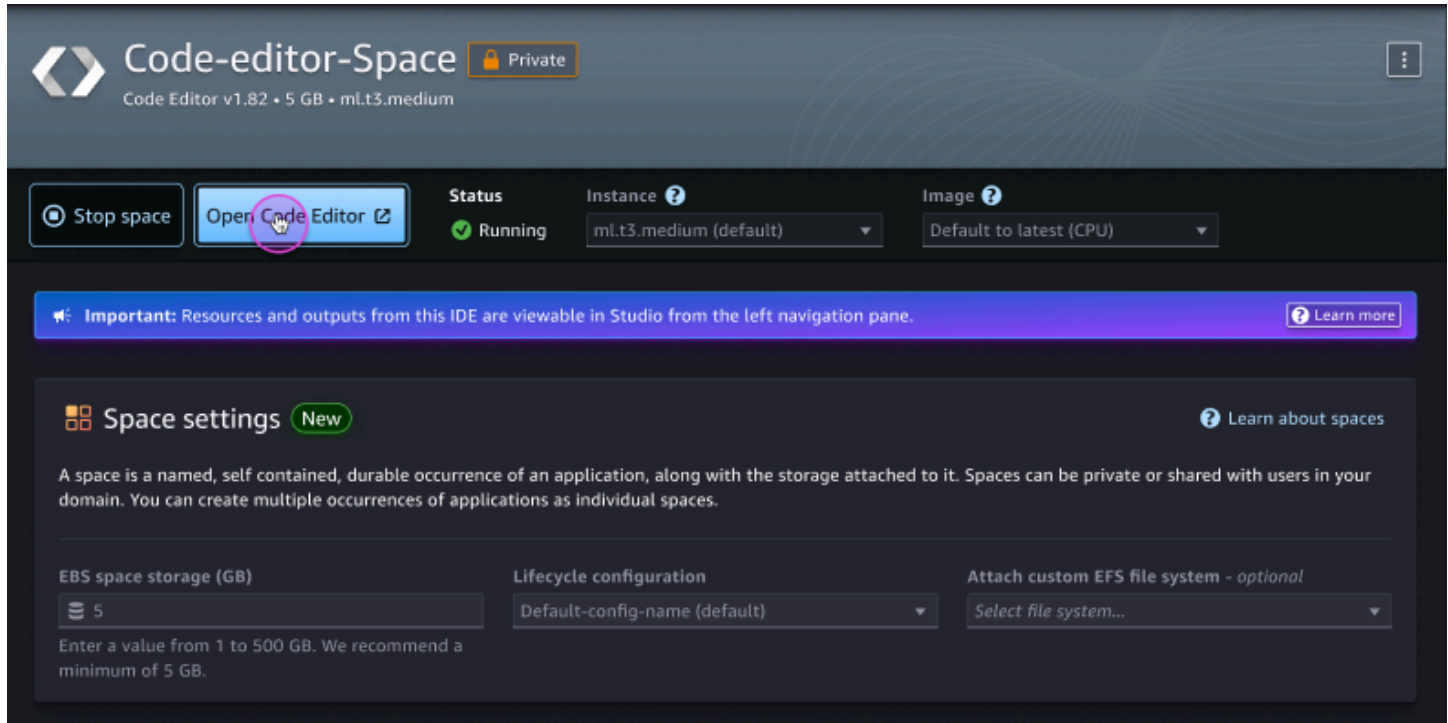 Code-editor-Space
Private
Code Editor v1.82 • 5 GB • ml.t3.medium
Stop space
Open Code Editor
Status
Running
Instance ?
ml.t3.medium (default)
Image ?
Default to latest (CPU)
Important: Resources and outputs from this IDE are viewable in Studio from the left navigation pane.
? Learn more
Space settings
New
? Learn about spaces
A space is a named, self contained, durable occurrence of an application, along with the storage attached to it. Spaces can be private or shared with users in your
domain. You can create multiple occurrences of applications as individual spaces.
EBS space storage (GB)
5
Enter a value from 1 to 500 GB. We recommend a
minimum of 5 GB.
Lifecycle configuration
Default-config-name (default)
Attach custom EFS file system - optional
Select file system...